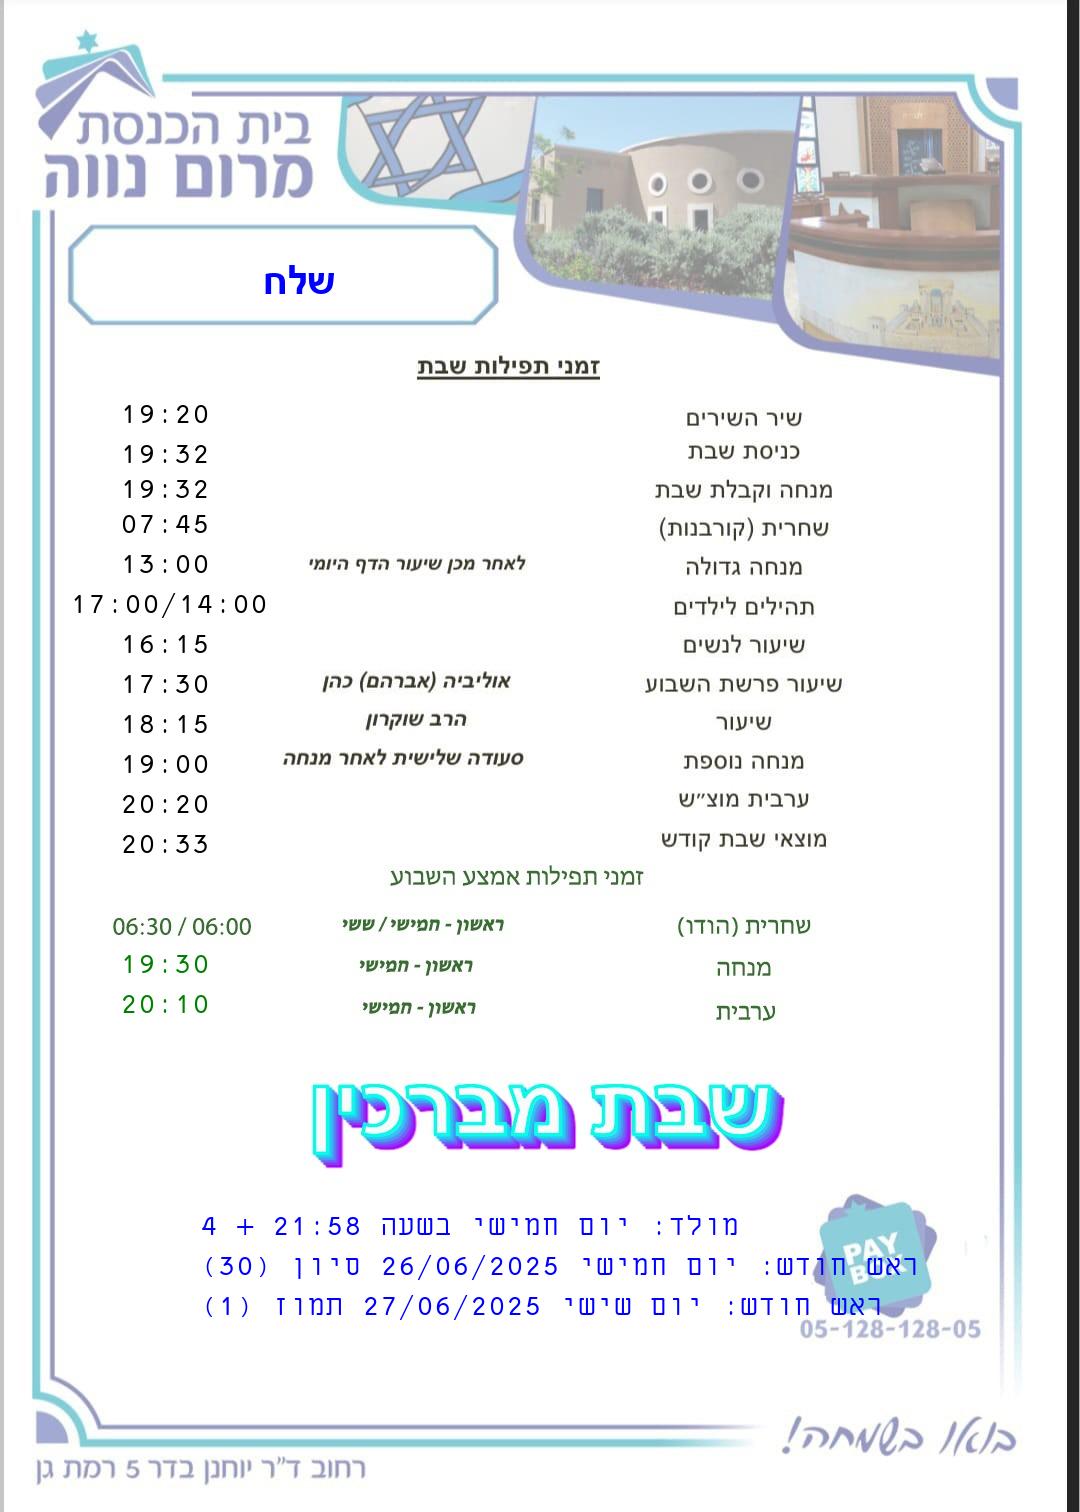 בית הכנסת
מרום נווה
שלח
זמני תפילות שבת
שיר השירים 19:20
כניסת שבת 19:32
מנחה וקבלת שבת 19:32
שחרית (קורבנות) 07:45
מנחה גדולה לאחר מכן שיעור הדף היומי 13:00
תהילים לילדים 17:00/14:00
שיעור לנשים 16:15
שיעור פרשת השבוע אוליביה (אברהם) כהן 17:30
שיעור הרב שוקרון 18:15
מנחה נוספת סעודה שלישית לאחר מנחה 19:00
ערבית מוצ״ש 20:20
מוצאי שבת קודש 20:33
זמני תפילות אמצע השבוע
שחרית (הודו) ראשון - חמישי / ששי 06:30 / 06:00
מנחה ראשון - חמישי 19:30
ערבית ראשון - חמישי 20:10
שבת מברכין
מולד: יום חמישי בשעה 21:58 + 4
ראש חודש: יום חמישי 26/06/2025 סיוון (30)
ראש חודש: יום שישי 27/06/2025 תמוז (1)
PAY
BOX
05-128-128-05
בואו בשמחה!
רחוב ד"ר יוחנן בדר 5 רמת גן